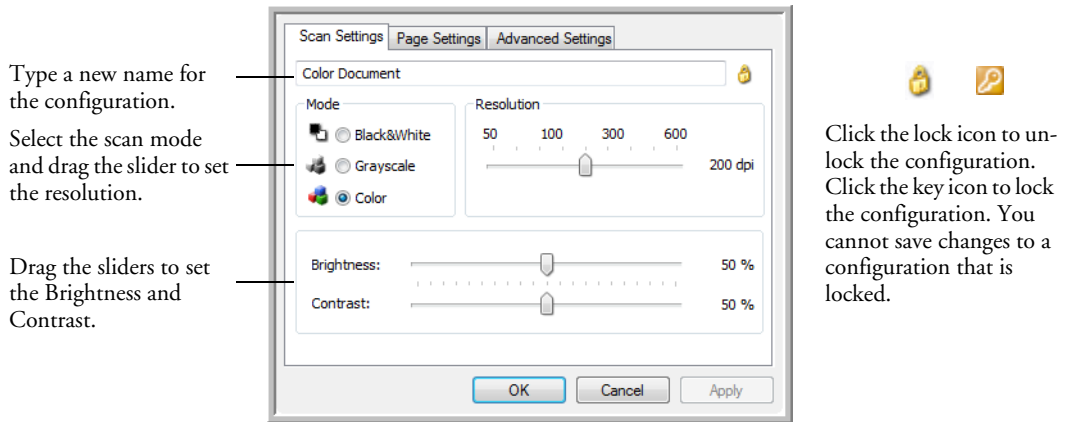 Type a new name for
the configuration.
Select the scan mode
and drag the slider to set
the resolution.
Drag the sliders to set
the Brightness and
Contrast.
Scan Settings Page Settings Advanced Settings
Color Document
Mode
Black&White
Grayscale
Color
Resolution
50 100 300 600
200 dpi
Brightness: 50 %
Contrast: 50 %
OK Cancel Apply
Click the lock icon to un-
lock the configuration.
Click the key icon to lock
the configuration. You
cannot save changes to a
configuration that is
locked.